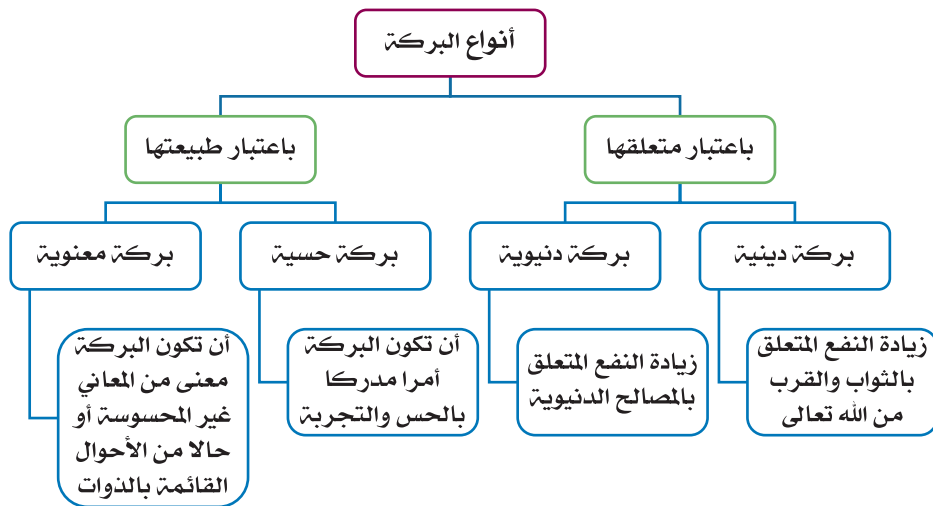 أنواع البركة
باعتبار متعلقها
باعتبار طبيعتها
بركة دينية
بركة دنيوية
بركة حسية
بركة معنوية
زيادة النفع المتعلق
بالثواب والقرب
من الله تعالى
زيادة النفع المتعلق
بالمصالح الدنيوية
أن تكون البركة
أمرا مدركا
بالحس والتجربة
أن تكون البركة
معنى من المعاني
غير المحسوسة أو
حالا من الأحوال
القائمة بالذوات